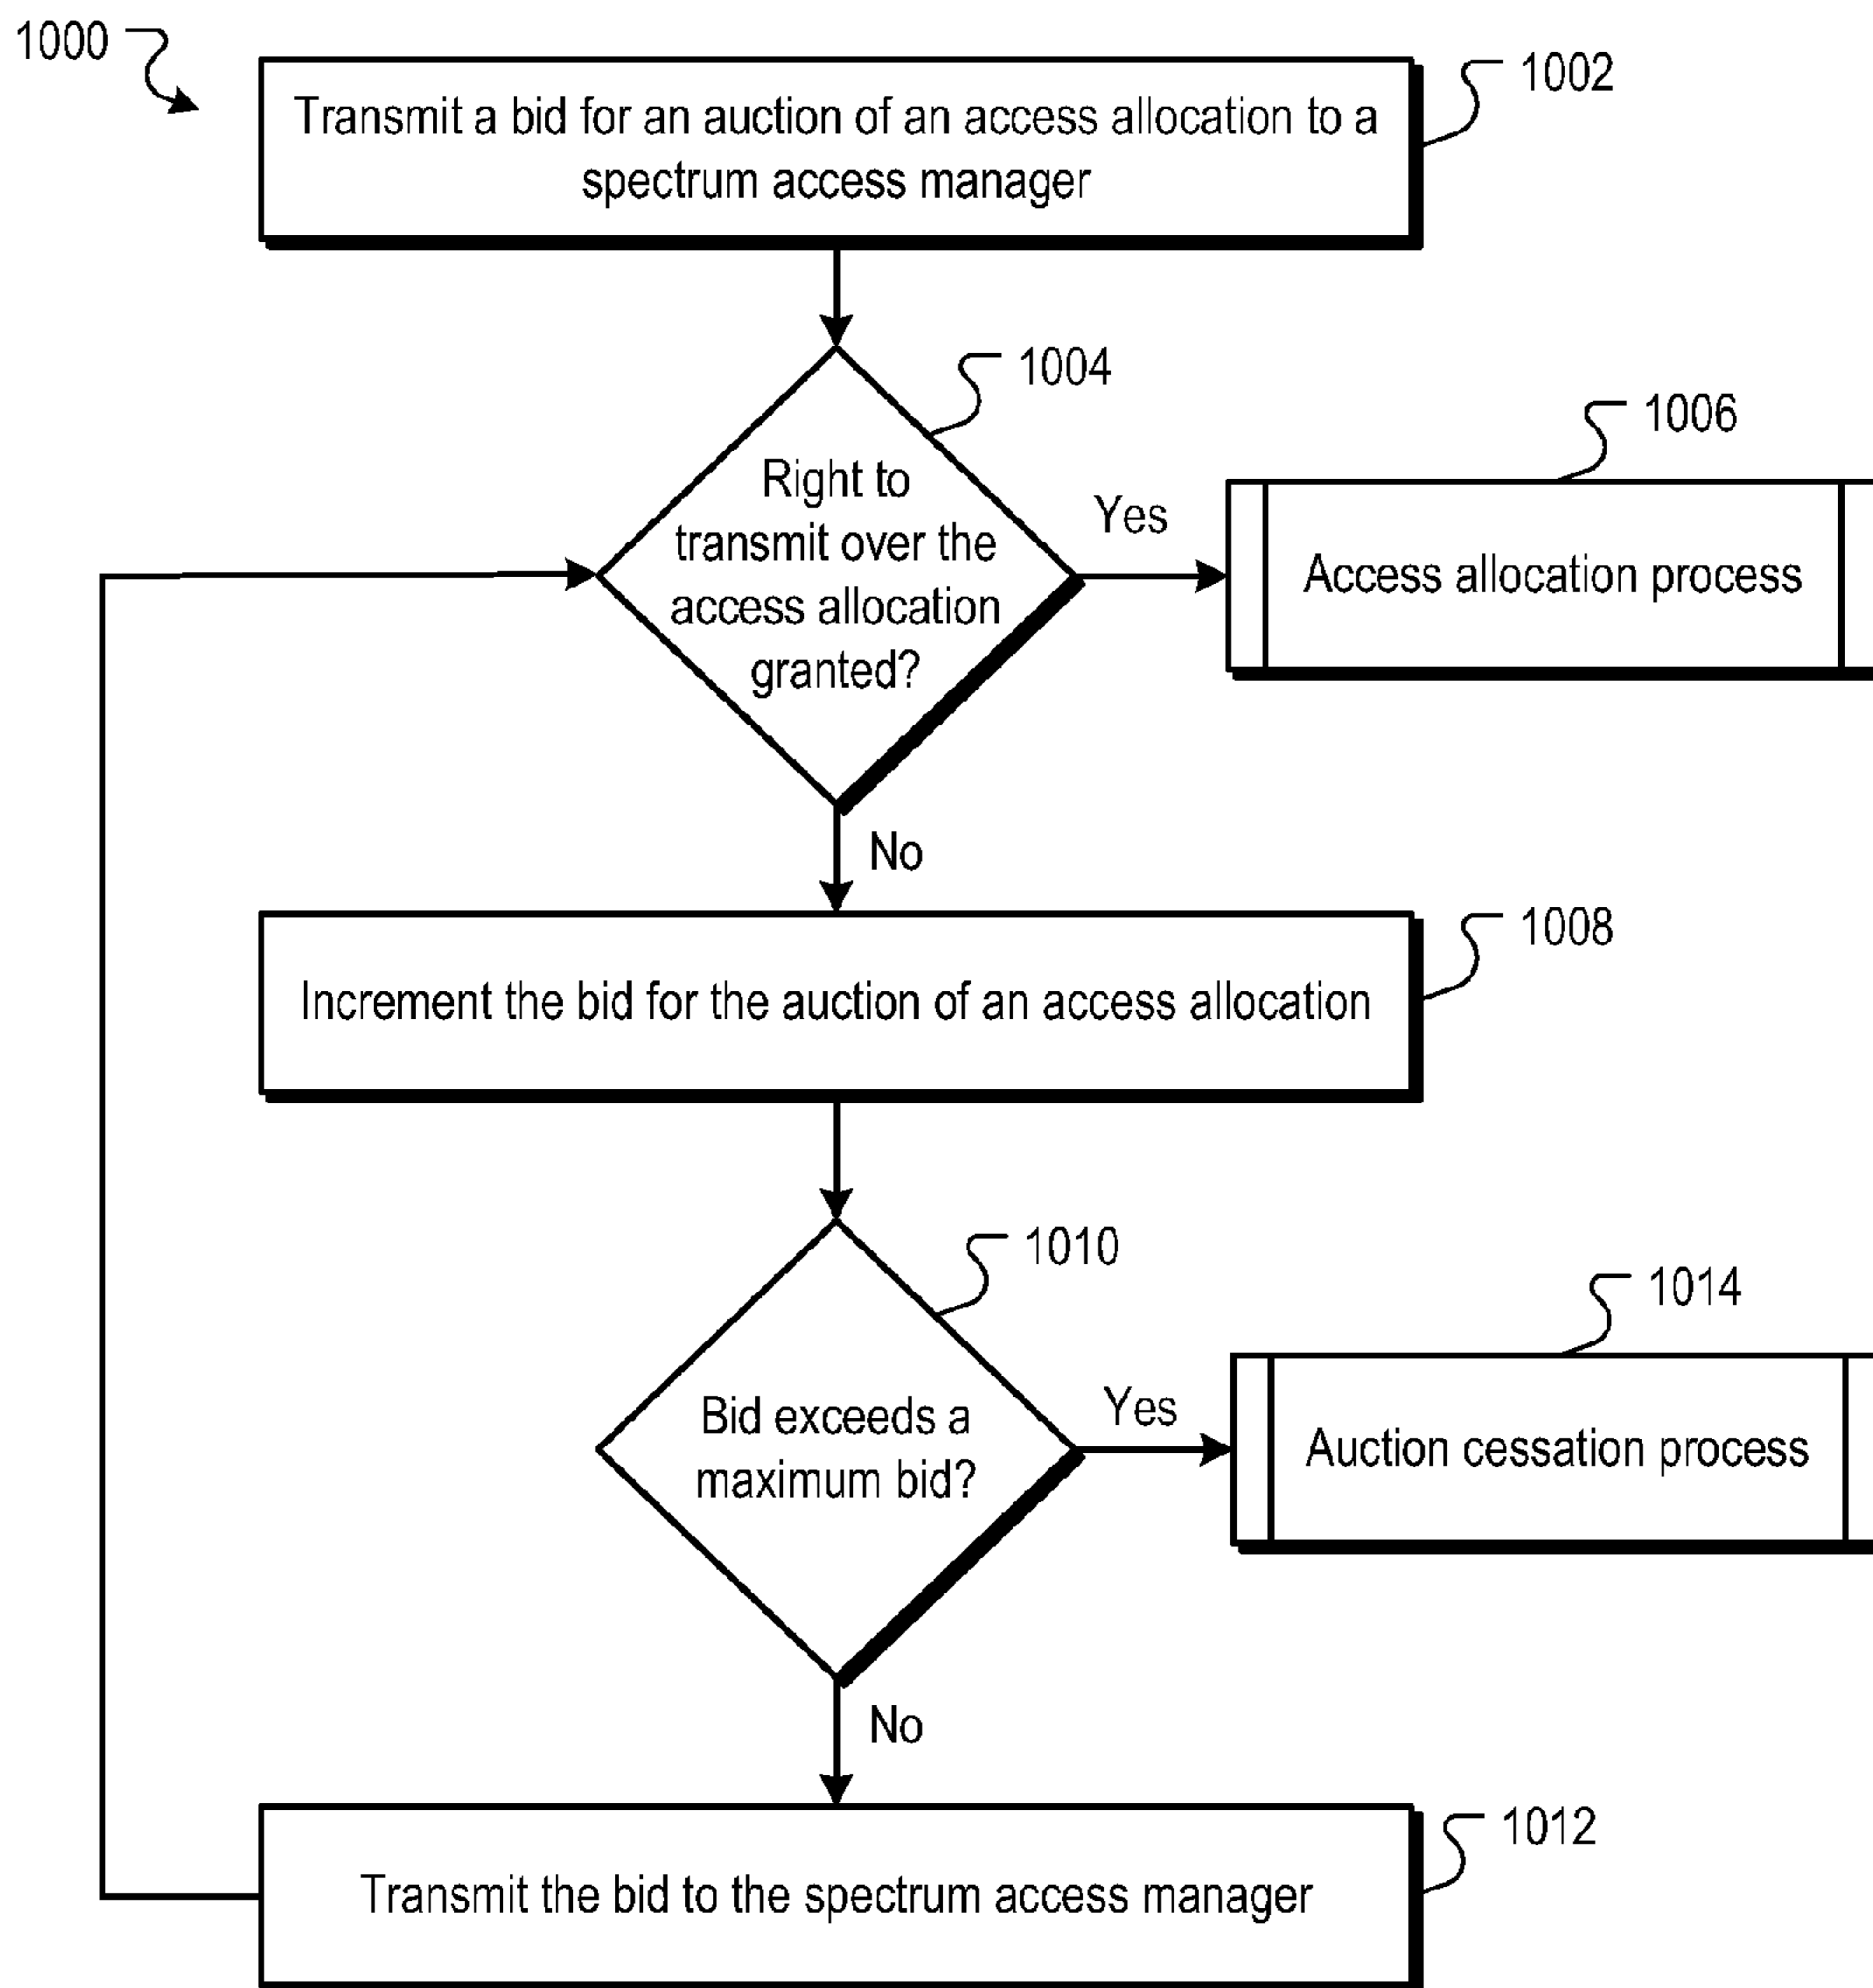 1000
1002
Transmit a bid for an auction of an access allocation to a
spectrum access manager
1004
Right to
transmit over the
access allocation
granted?
Yes
1006
Access allocation process
No
1008
Increment the bid for the auction of an access allocation
1010
Bid exceeds a
maximum bid?
Yes
1014
Auction cessation process
No
1012
Transmit the bid to the spectrum access manager